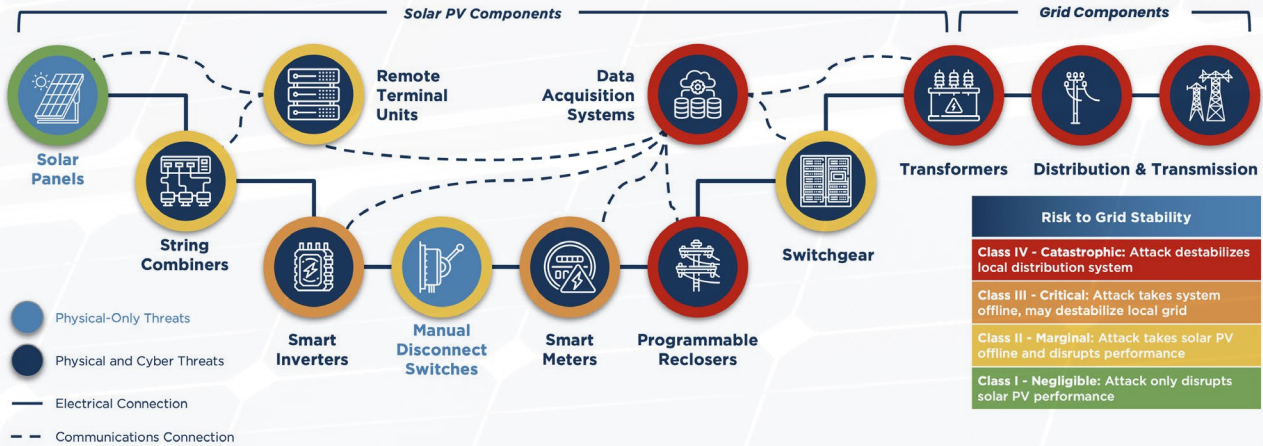 Solar PV Components
Grid Components
Remote
Terminal
Units
Data
Acquisition
Systems
Solar
Panels
Transformers
Distribution & Transmission
String
Combiners
Switchgear
Smart
Inverters
Manual
Disconnect
Switches
Smart
Meters
Programmable
Reclosers
Physical-Only Threats
Physical and Cyber Threats
Electrical Connection
Communications Connection
Risk to Grid Stability
Class IV - Catastrophic: Attack destabilizes
local distribution system
Class III - Critical: Attack takes system
offline, may destabilize local grid
Class II - Marginal: Attack takes solar PV
offline and disrupts performance
Class I - Negligible: Attack only disrupts
solar PV performance